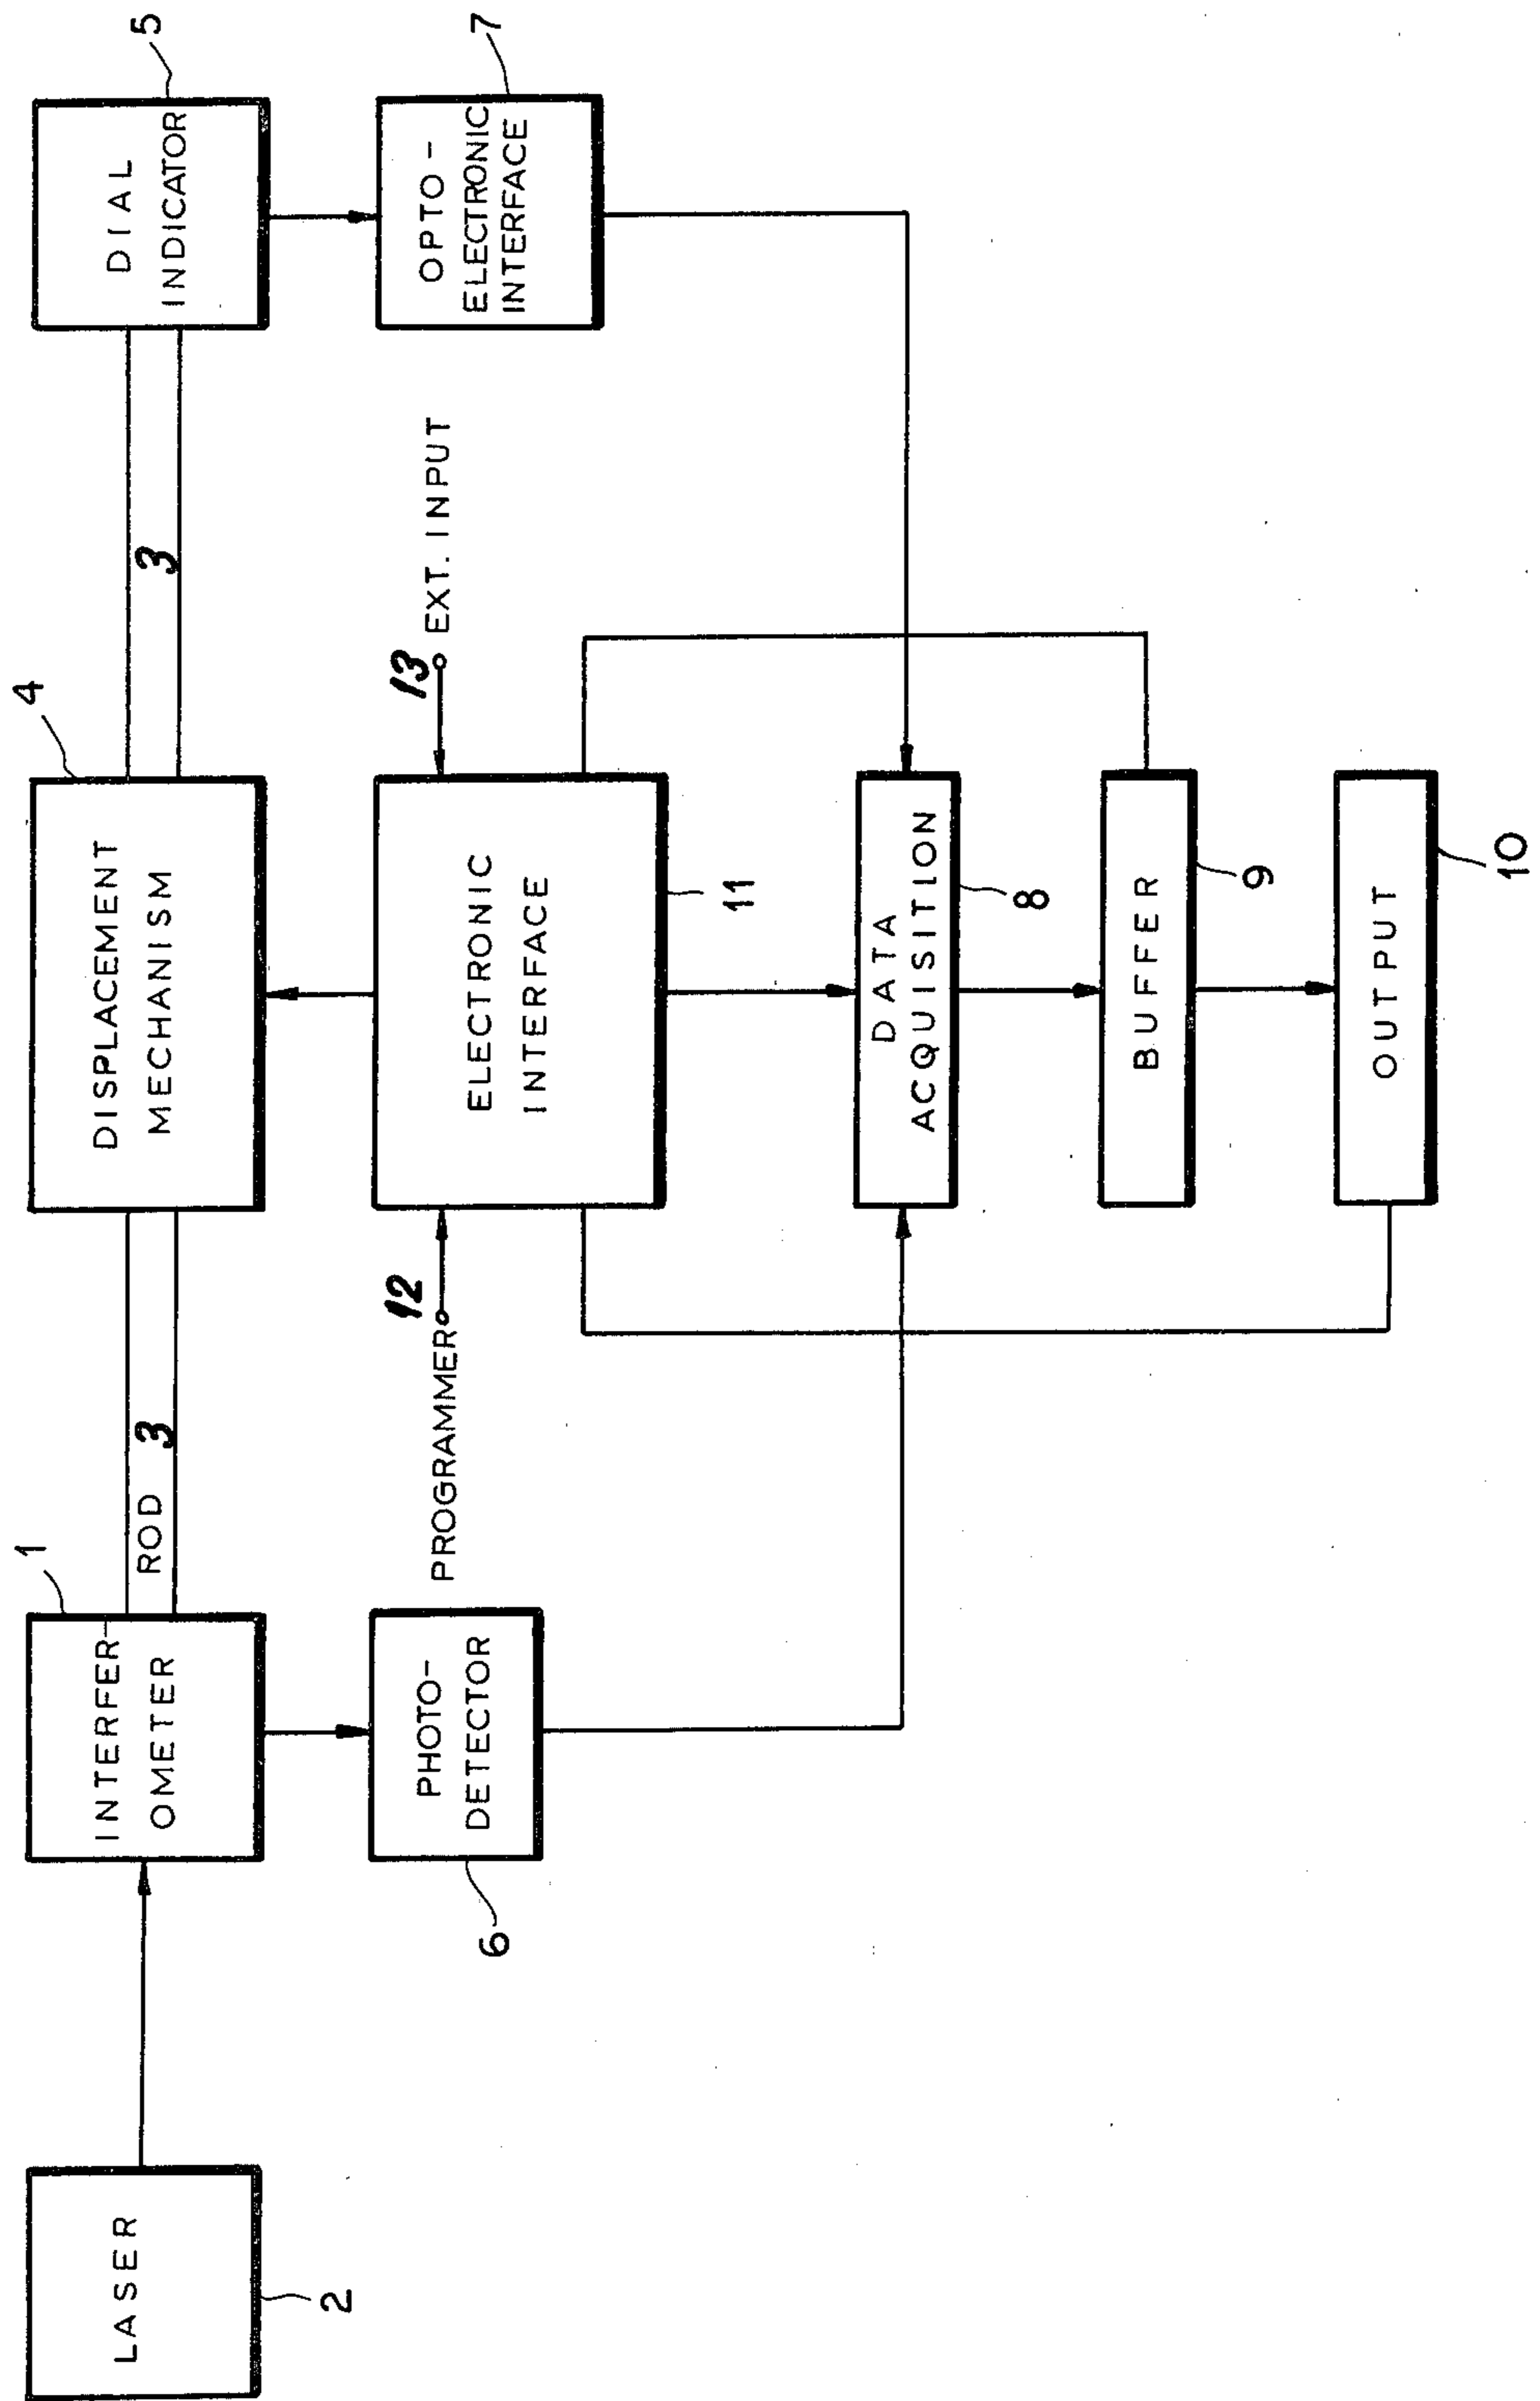 LASER
2
INTERFER-
OMETER
1
ROD
3
DISPLACEMENT
MECHANISM
4
3
DIAL
INDICATOR
5
PHOTO-
DETECTOR
6
PROGRAMMER
12
ELECTRONIC
INTERFACE
11
13
EXT. INPUT
OPTO-
ELECTRONIC
INTERFACE
7
DATA
ACQUISITION
8
BUFFER
9
OUTPUT
10